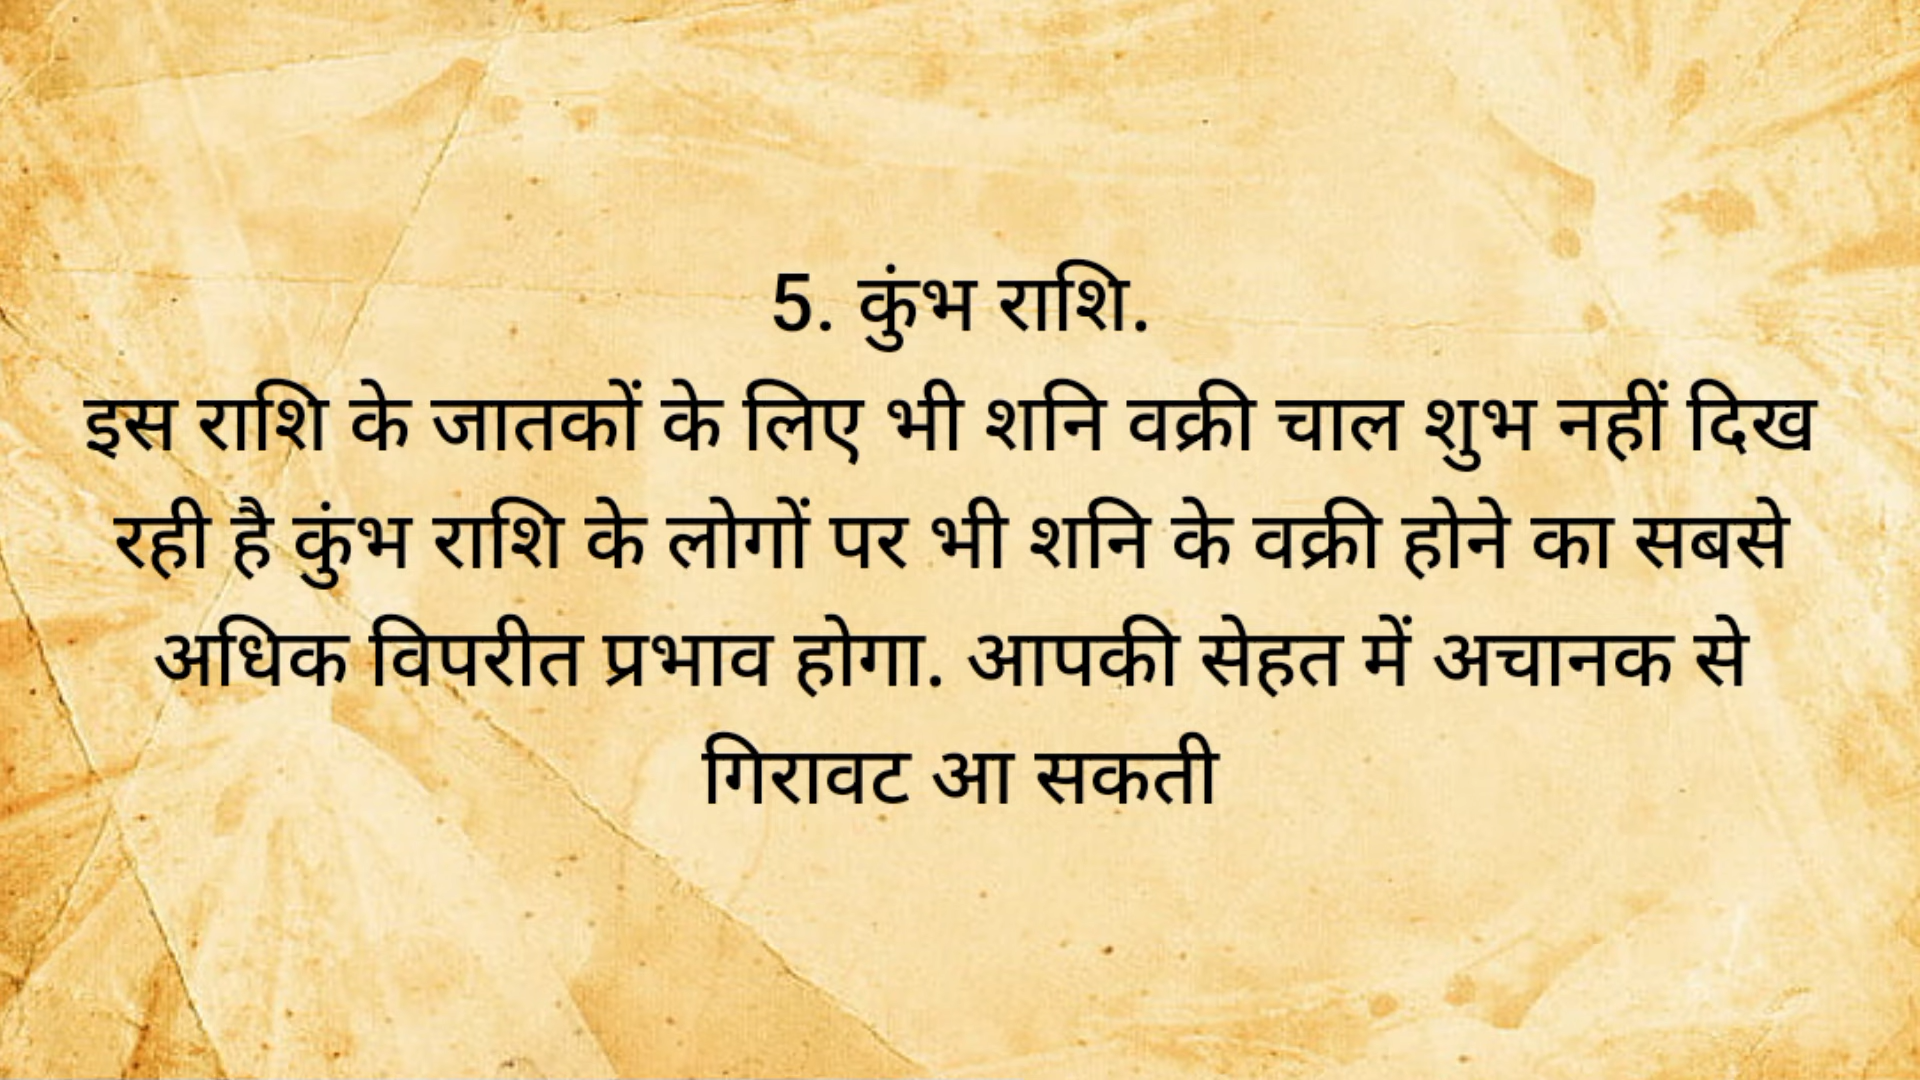 5. कुंभ राशि.
इस राशि के जातकों के लिए भी शनि वक्री चाल शुभ नहीं दिख
रही है कुंभ राशि के लोगों पर भी शनि के वक्री होने का सबसे
अधिक विपरीत प्रभाव होगा. आपकी सेहत में अचानक से
गिरावट आ सकती